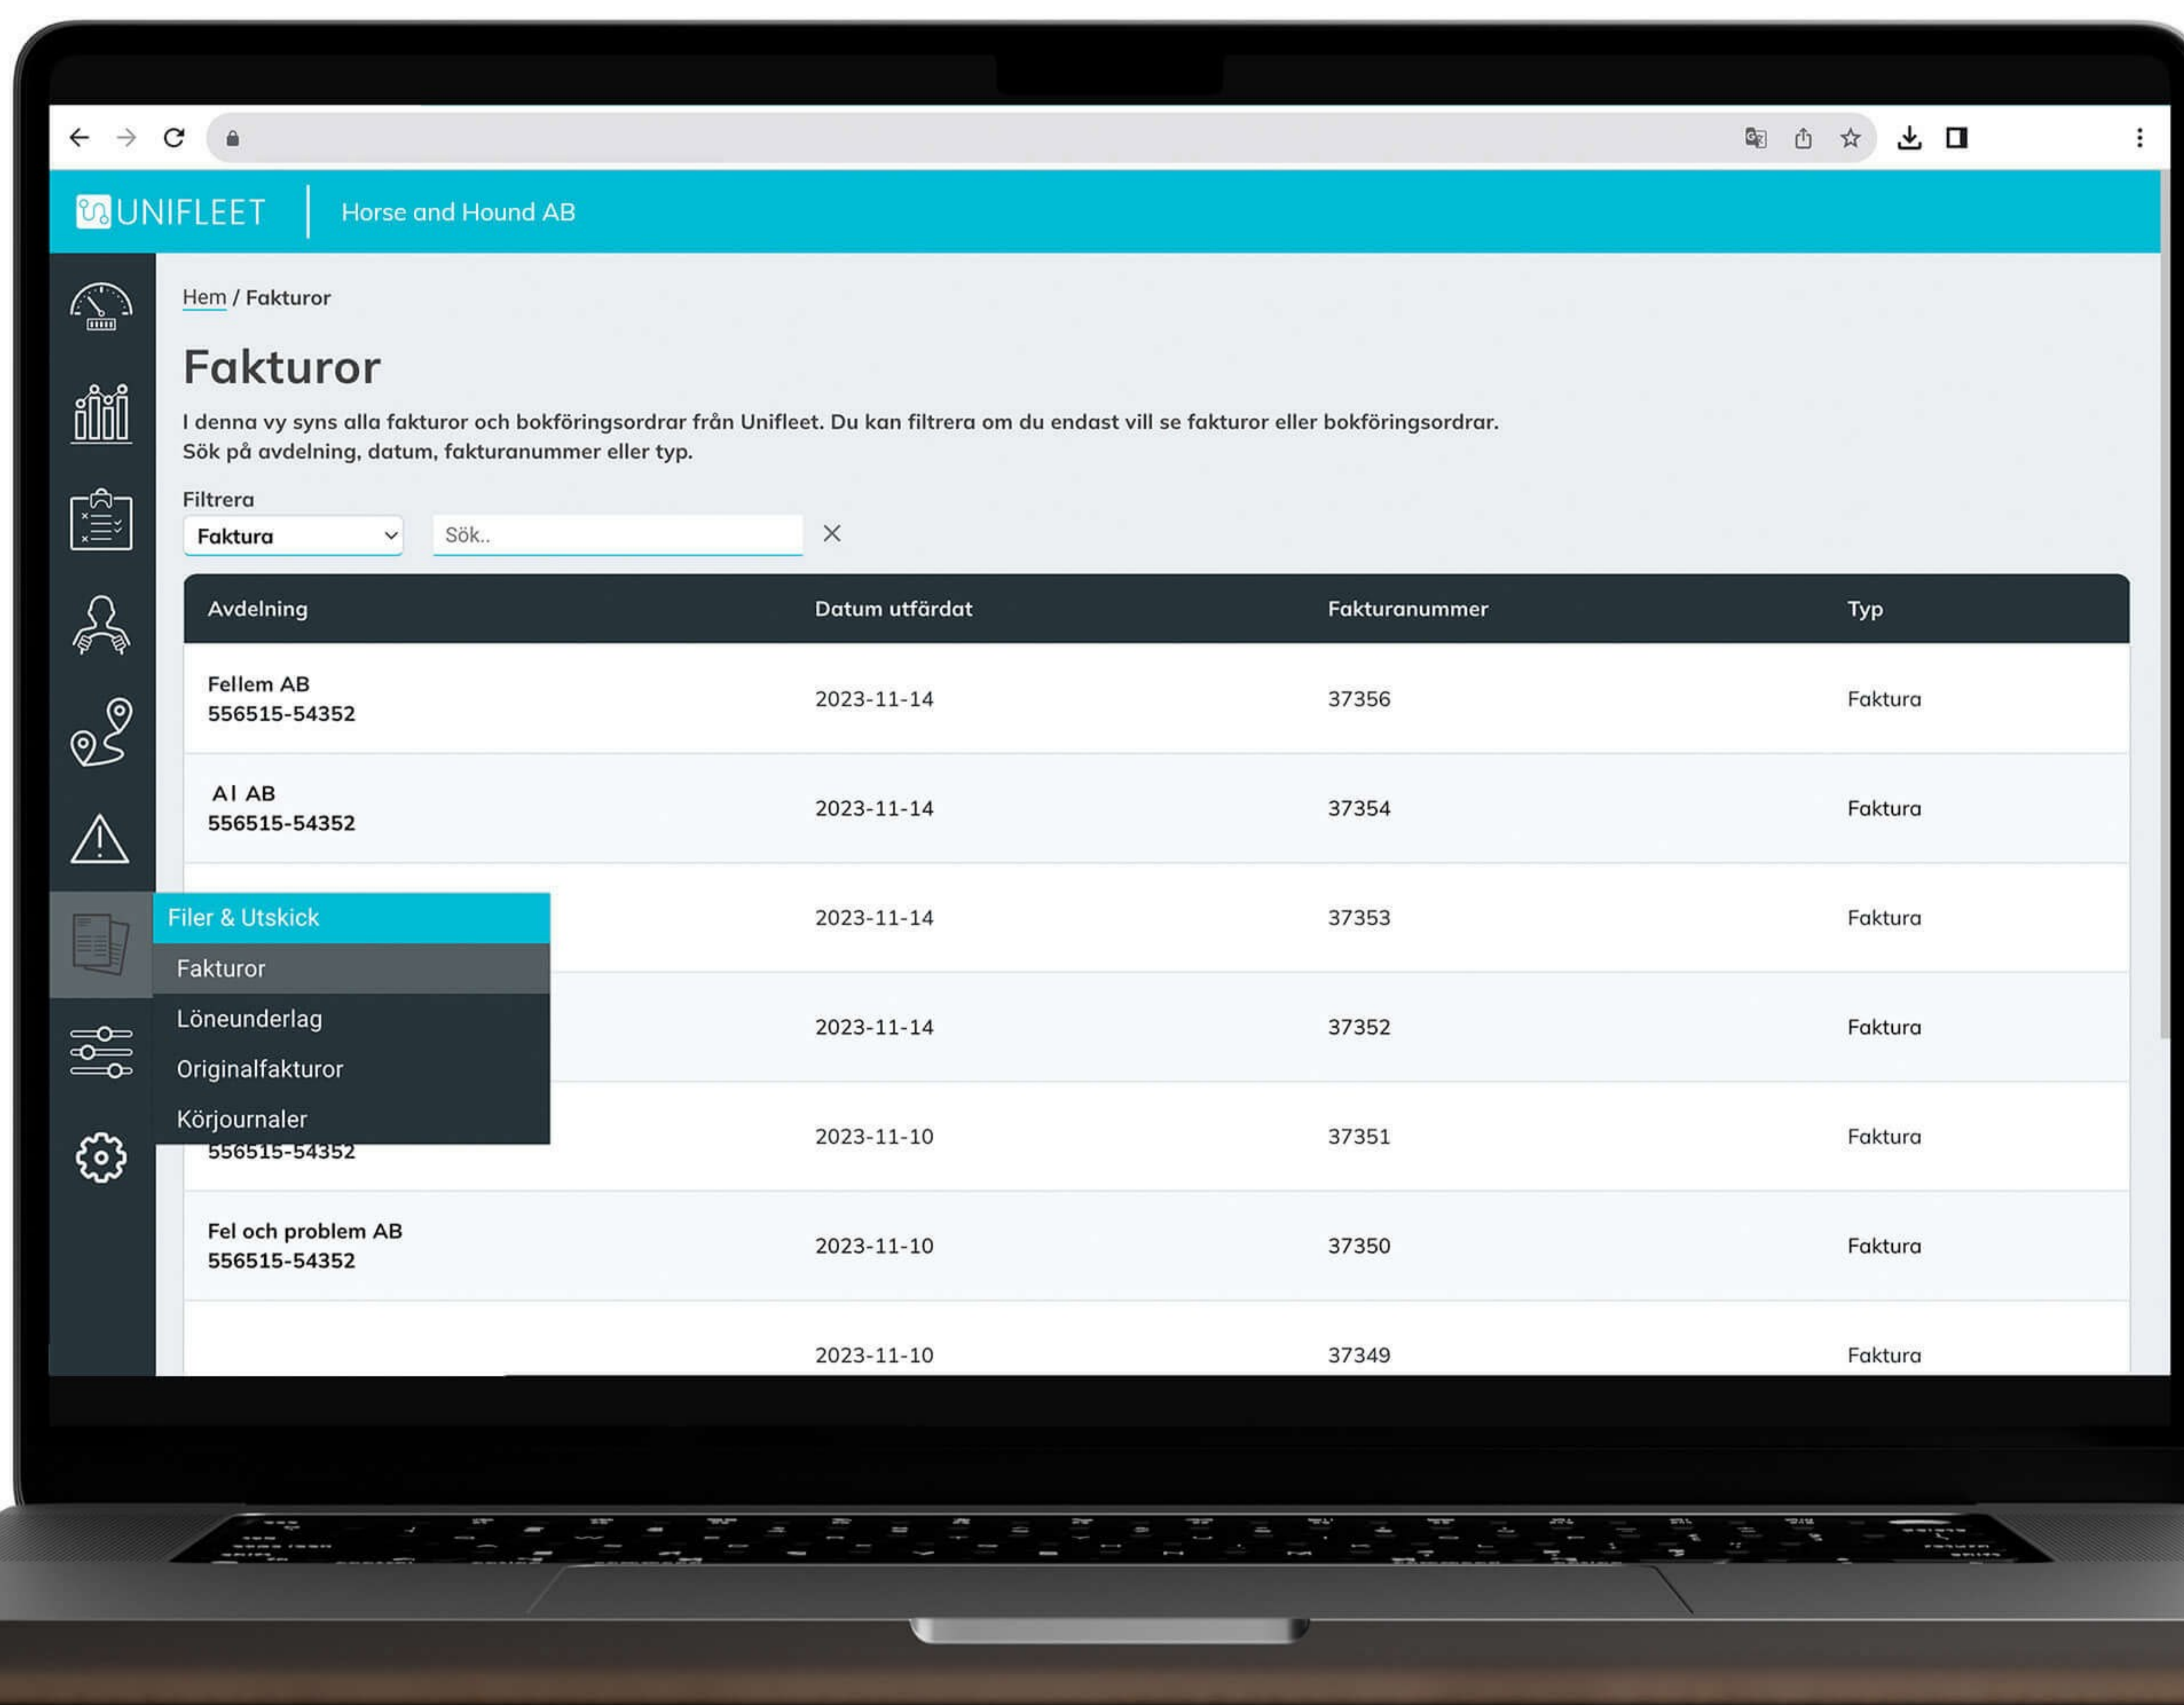 UNIFLEET
Horse and Hound AB
Hem / Fakturor
Fakturor
I denna vy syns alla fakturor och bokföringsordrar från Unifleet. Du kan filtrera om du endast vill se fakturor eller bokföringsordrar.
Sök på avdelning, datum, fakturanummer eller typ.
Filtrera
Faktura
Sök..
Avdelning Datum utfärdat Fakturanummer Typ
Fellem AB
556515-54352
2023-11-14 37356 Faktura
Al AB
556515-54352
2023-11-14 37354 Faktura
2023-11-14 37353 Faktura
2023-11-14 37352 Faktura
556515-54352
2023-11-10 37351 Faktura
Fel och problem AB
556515-54352
2023-11-10 37350 Faktura
2023-11-10 37349 Faktura
Filer & Utskick
Fakturor
Löneunderlag
Originalfakturor
Körjournaler